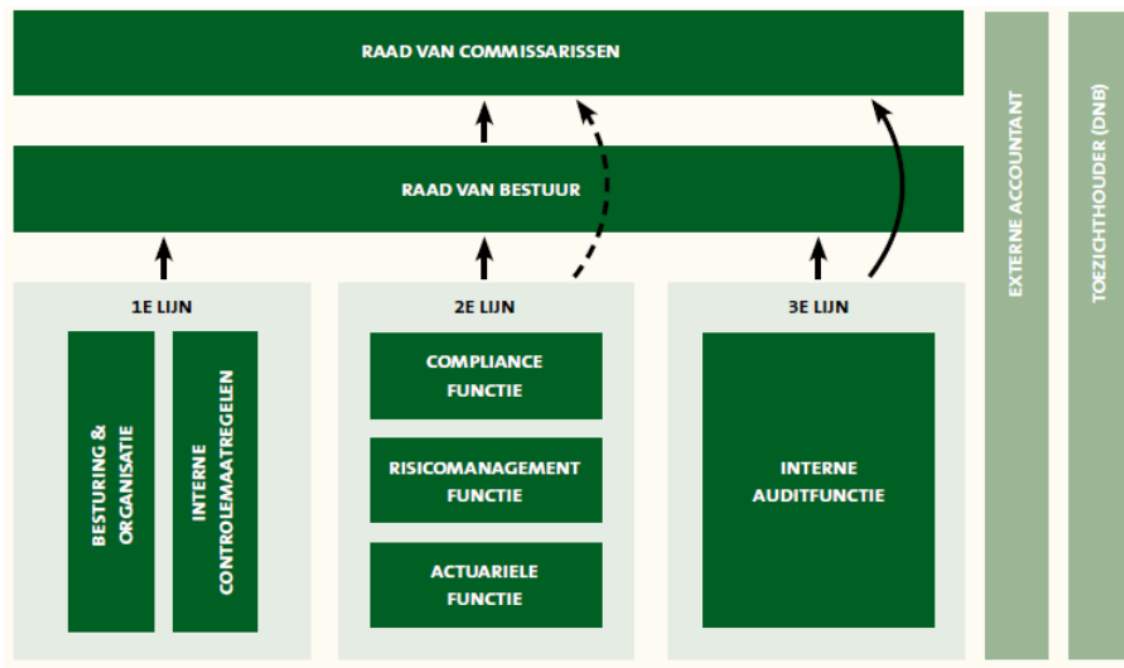 RAAD VAN COMMISSARISSEN
RAAD VAN BESTUUR
1E LIJN
BESTURING &
ORGANISATIE
INTERNE
CONTROLEMAATREGELEN
2E LIJN
COMPLIANCE
FUNCTIE
RISICOMANAGEMENT
FUNCTIE
ACTUARIELE
FUNCTIE
3E LIJN
INTERNE
AUDITFUNCTIE
EXTERNE ACCOUNTANT
TOEZICHTHOUDER (DNB)